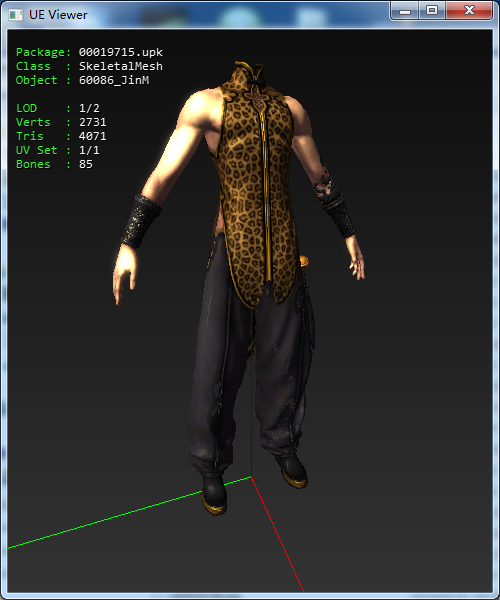 UE Viewer
Package: 00019715.upk
Class : SkeletalMesh
Object : 60086_JinM
LOD : 1/2
Verts : 2731
Tris : 4071
UV Set : 1/1
Bones : 85